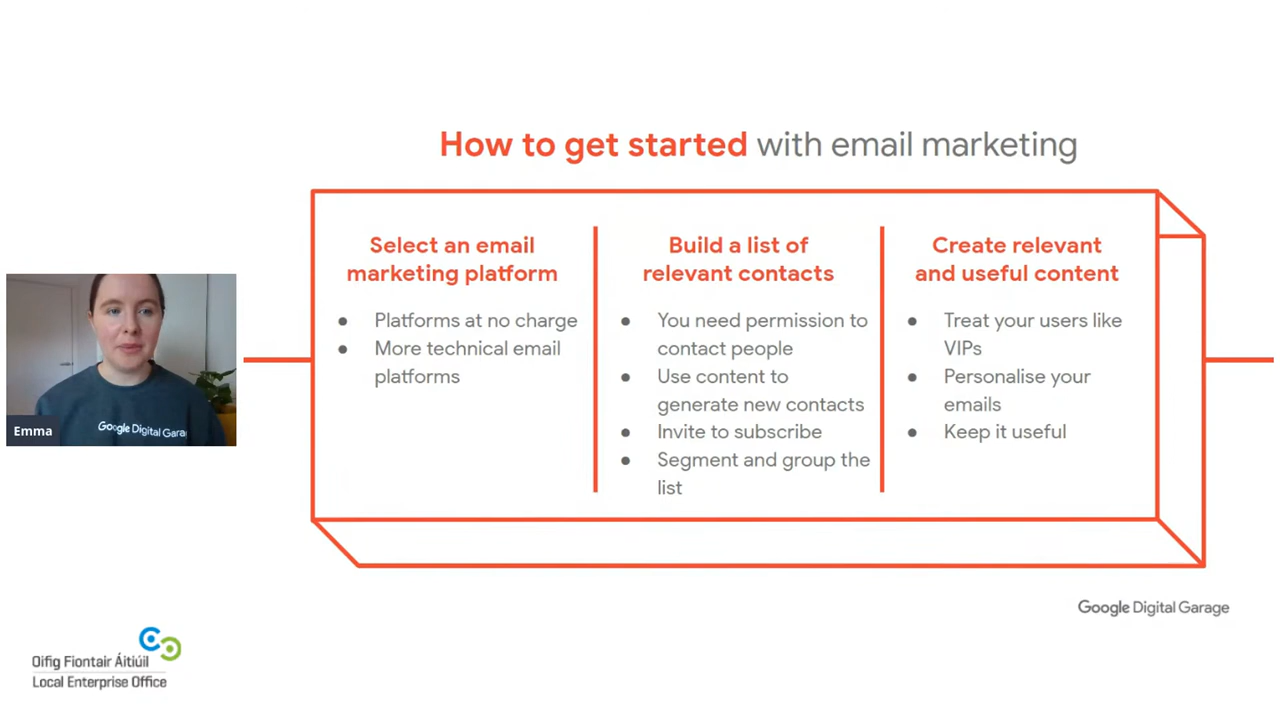 How to get started with email marketing
Select an email
marketing platform
● Platforms at no charge
● More technical email
platforms
Build a list of
relevant contacts
● You need permission to
contact people
● Use content to
generate new contacts
● Invite to subscribe
● Segment and group the
list
Create relevant
and useful content
● Treat your users like
VIPs
● Personalise your
emails
● Keep it useful
Google Digital Garag
Emma
Google Digital Garage
Oifig Fiontair Áitiúil
Local Enterprise Office